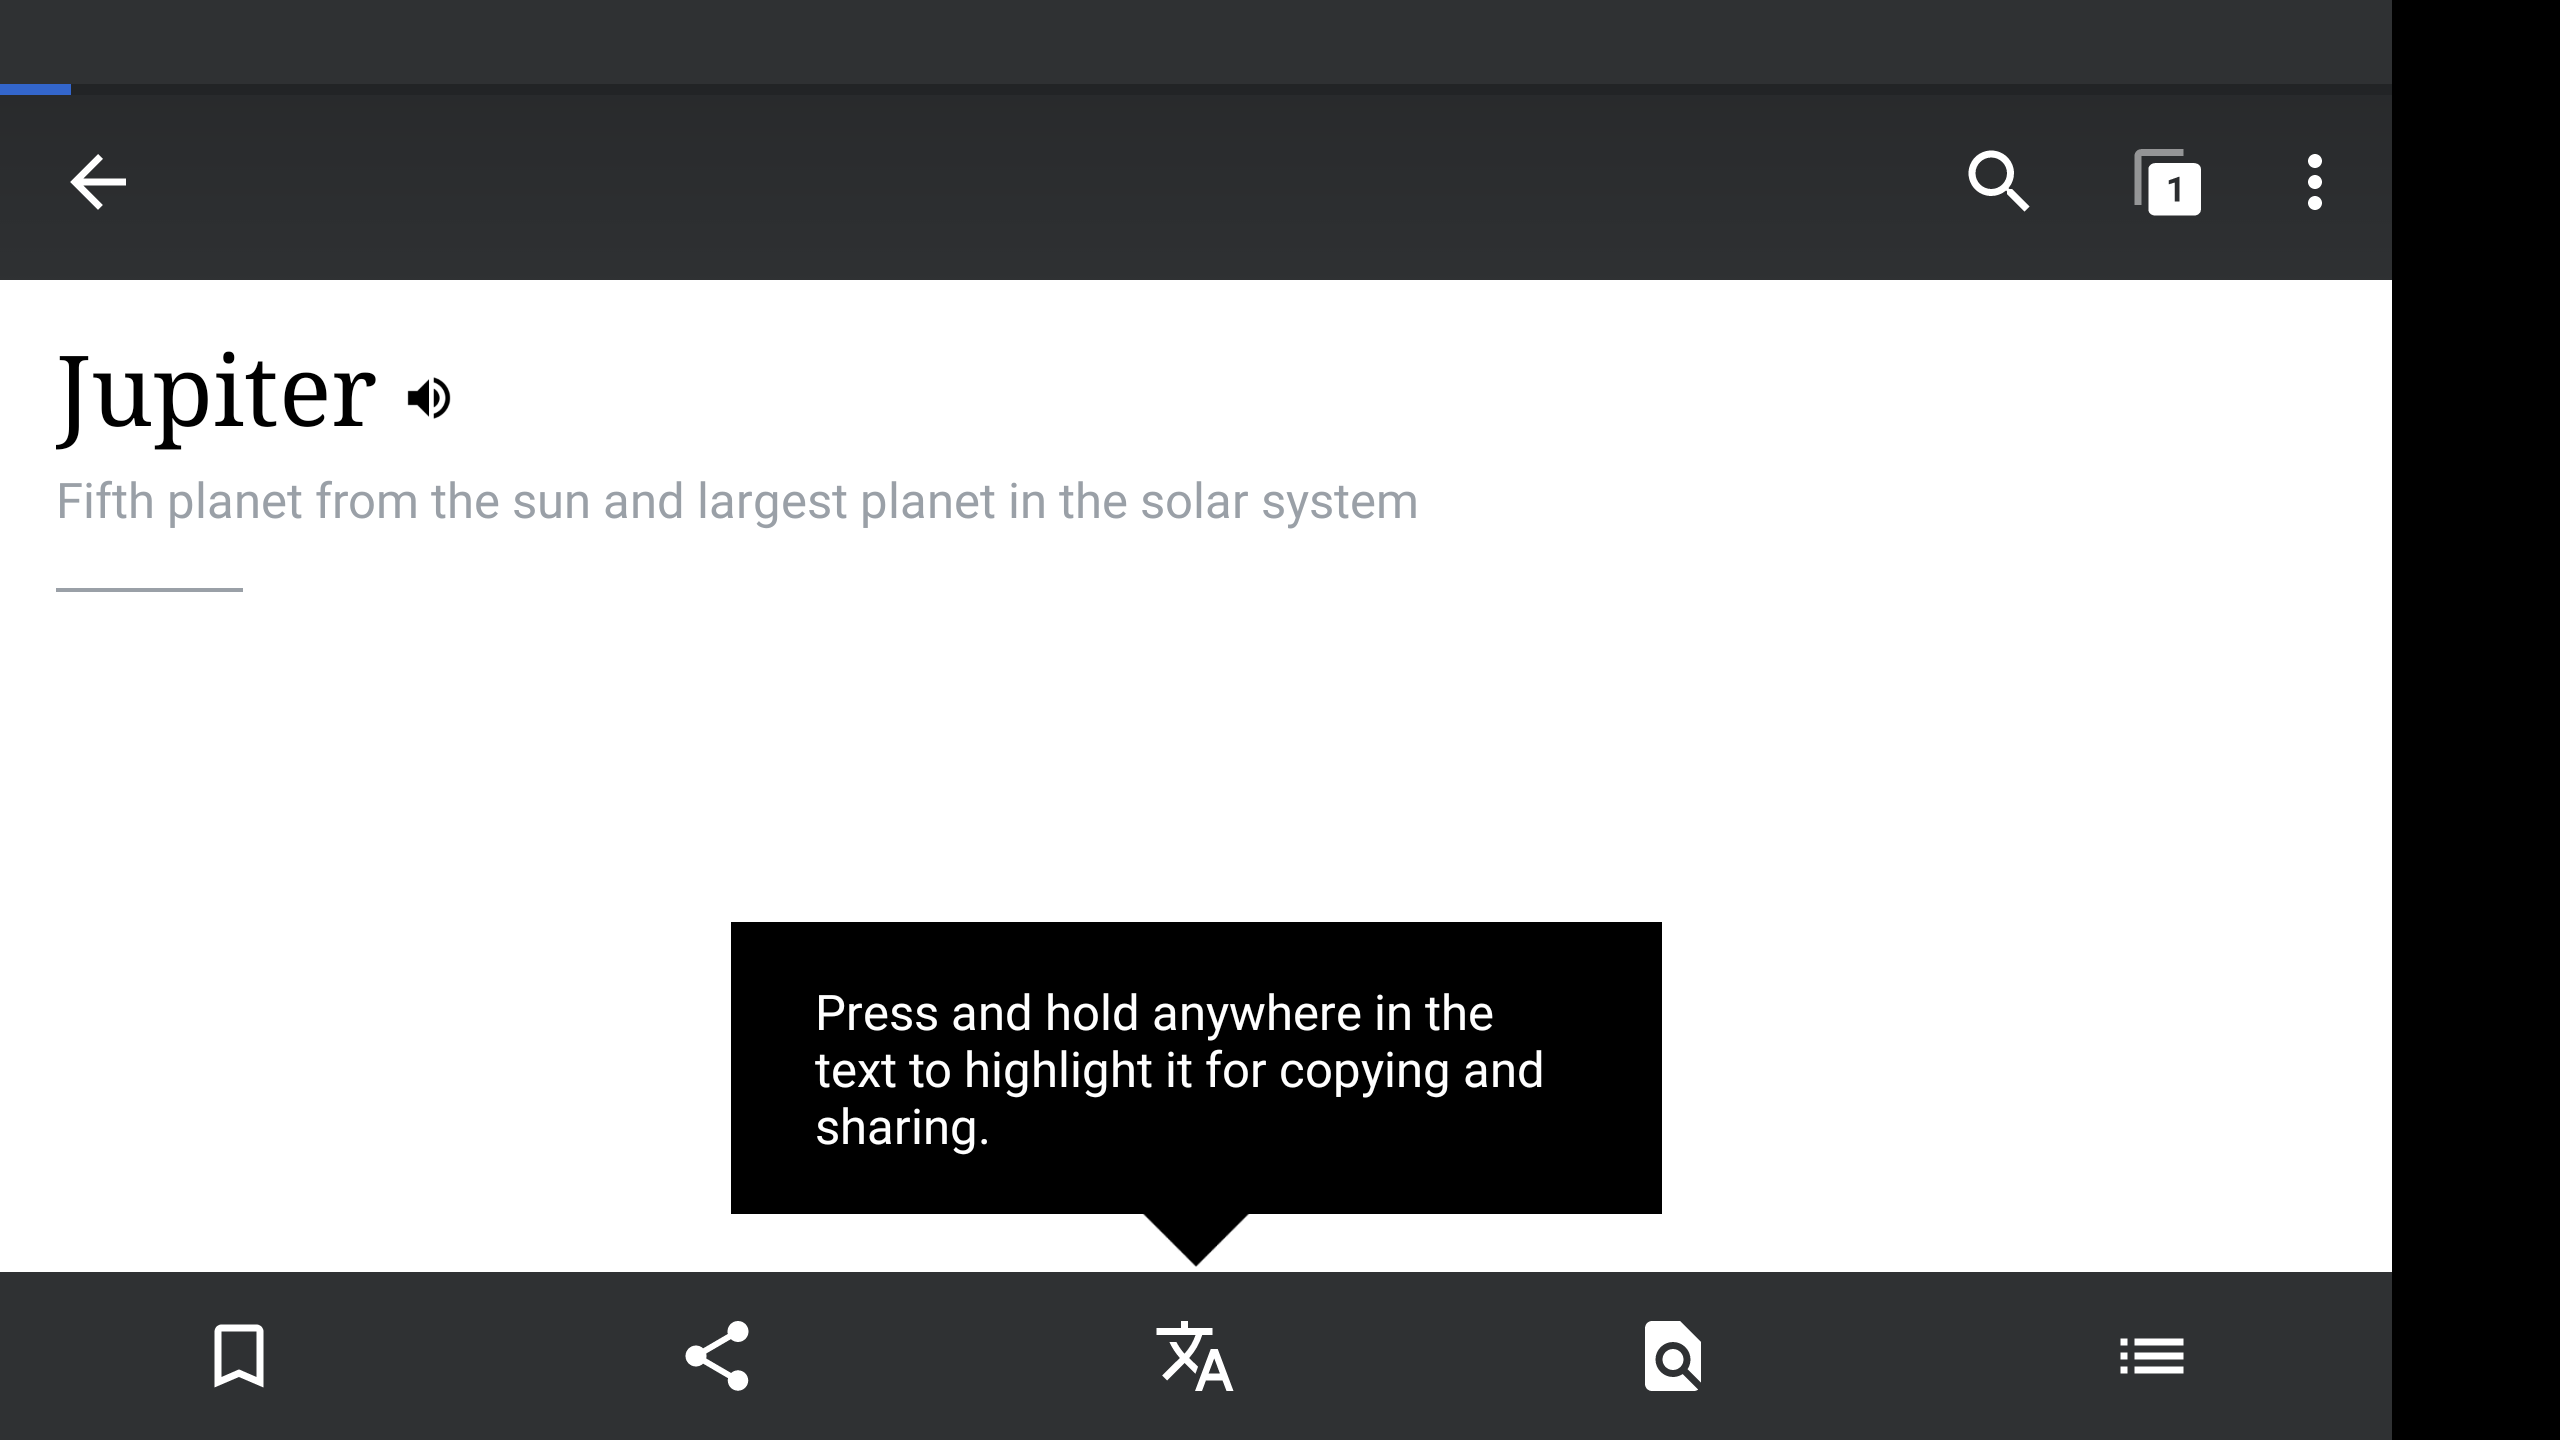 1
Jupiter
Fifth planet from the sun and largest planet in the solar system
Press and hold anywhere in the
text to highlight it for copying and
sharing.